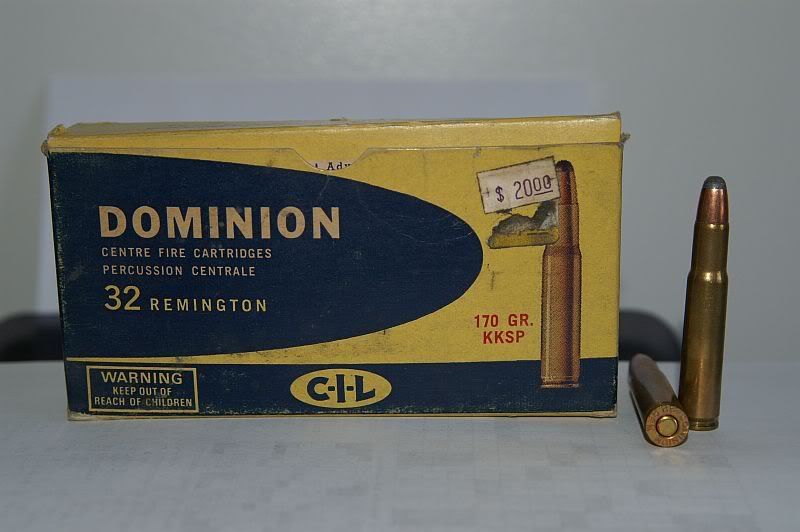 Adv
$ 2000
DOMINION
CENTRE FIRE CARTRIDGES
PERCUSSION CENTRALE
32 REMINGTON
170 GR.
KKSP
WARNING
KEEP OUT OF
REACH OF CHILDREN
C-I-L